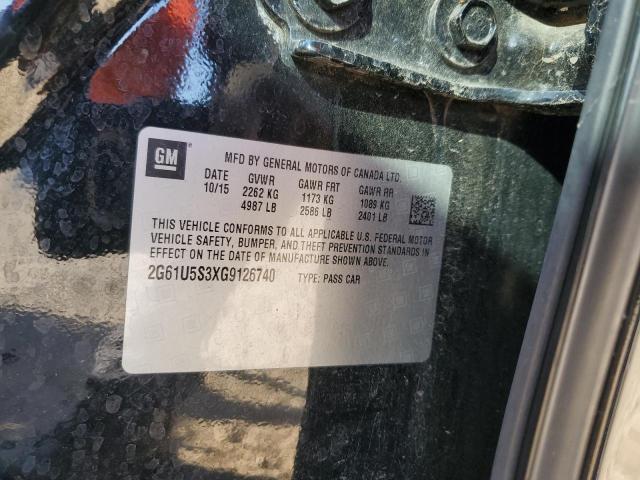 GM
MFD BY GENERAL MOTORS OF CANADA LTD.
DATE GVWR GAWR FRT GAWR RR
10/15 2262 KG 1173 KG 1089 KG
4987 LB 2586 LB 2401 LB
THIS VEHICLE CONFORMS TO ALL APPLICABLE U.S. FEDERAL MOTOR
VEHICLE SAFETY, BUMPER, AND THEFT PREVENTION STANDARDS IN
EFFECT ON THE DATE OF MANUFACTURE SHOWN ABOVE.
2G61U5S3XG9126740 TYPE: PASS CAR